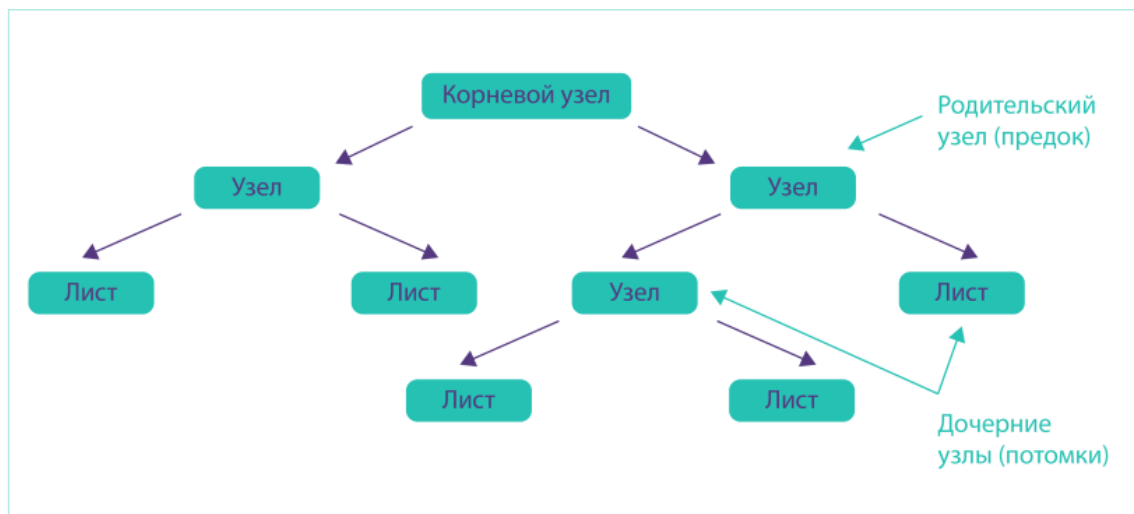 Корневой узел
Родительский
узел (предок)
Узел
Узел
Лист
Лист
Узел
Лист
Лист
Лист
Дочерние
узлы (потомки)